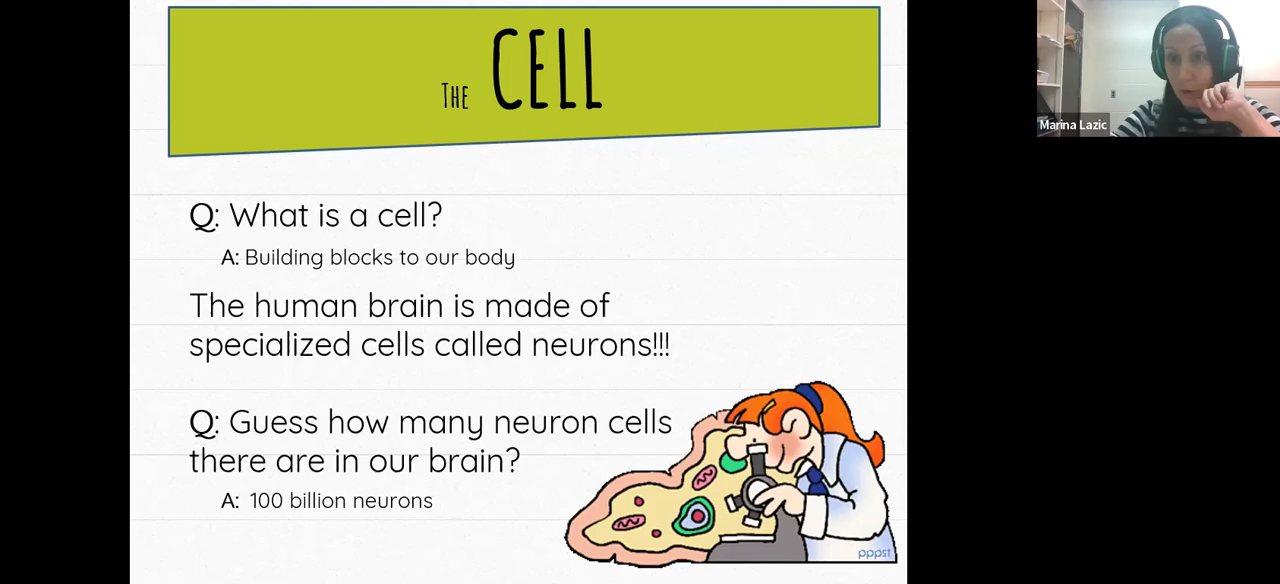 The CELL
Q: What is a cell?
A: Building blocks to our body
The human brain is made of
specialized cells called neurons!!!
Q: Guess how many neuron cells
there are in our brain?
A: 100 billion neurons
pppst
Marina Lazic